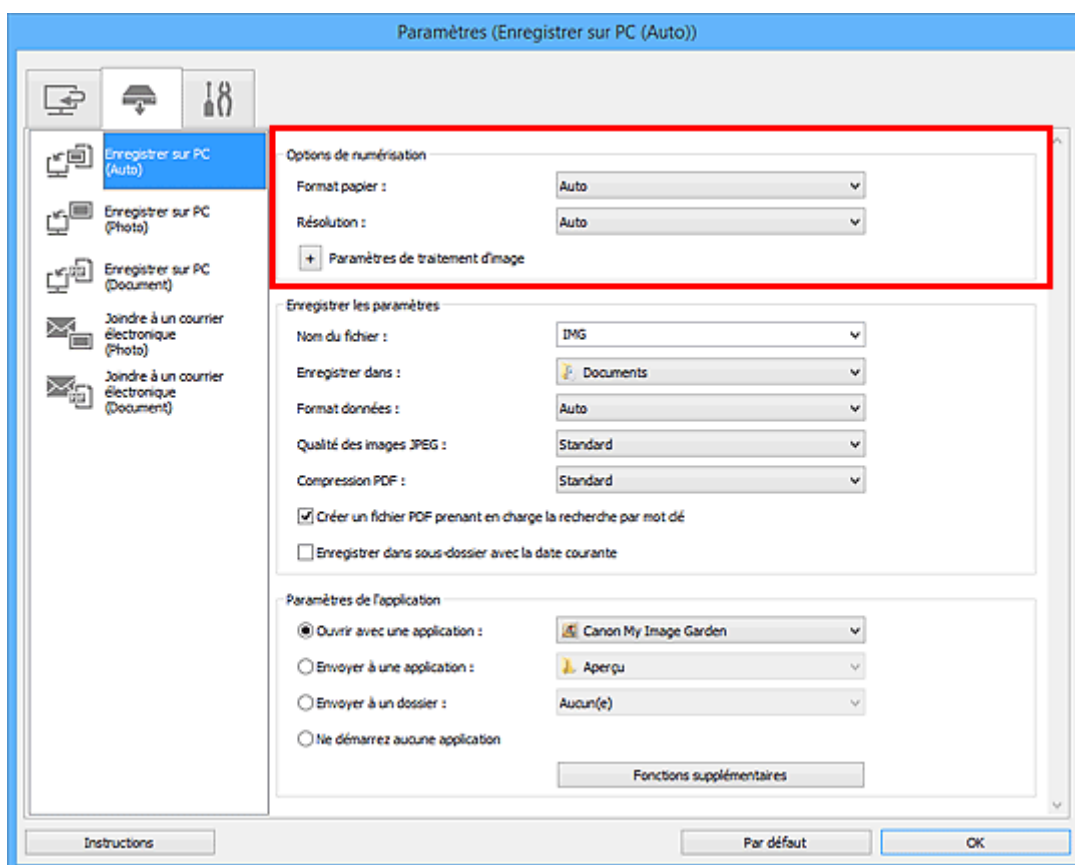 Paramètres (Enregistrer sur PC (Auto))
Enregistrer sur PC
(Auto)
Enregistrer sur PC
(Photo)
Enregistrer sur PC
(Document)
Joindre à un courrier
électronique
(Photo)
Joindre à un courrier
électronique
(Document)
Options de numérisation
Format papier : Auto
Résolution : Auto
+ Paramètres de traitement d'image
Enregistrer les paramètres
Nom du fichier : IMG
Enregistrer dans : Documents
Format données : Auto
Qualité des images JPEG : Standard
Compression PDF : Standard
Créer un fichier PDF prenant en charge la recherche par mot clé
Enregistrer dans sous-dossier avec la date courante
Paramètres de l'application
Ouvrir avec une application : Canon My Image Garden
Envoyer à une application : Aperçu
Envoyer à un dossier : Aucun(e)
Ne démarrez aucune application
Fonctions supplémentaires
Instructions Par défaut OK